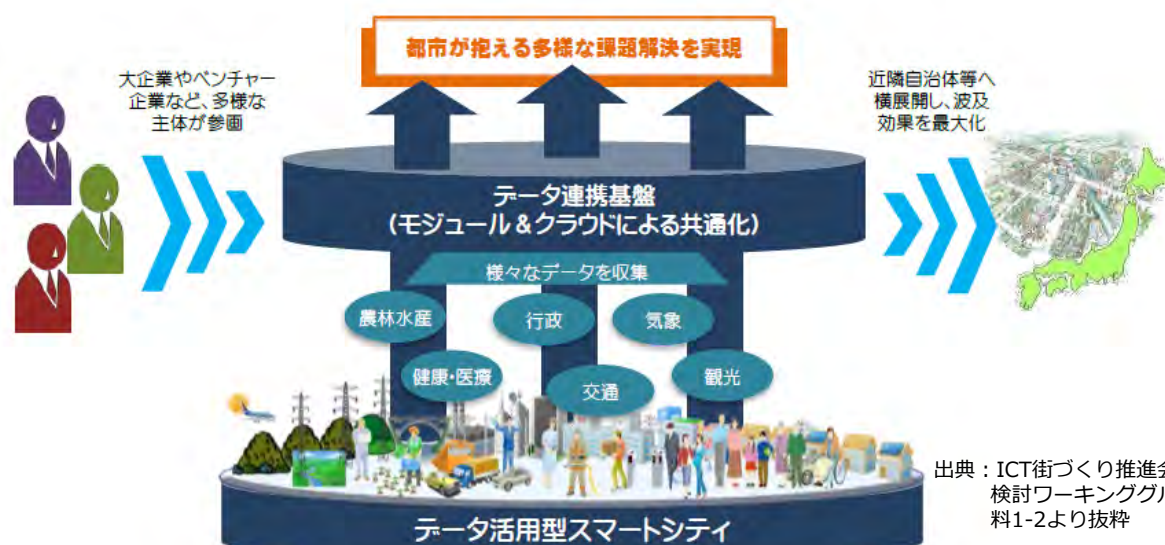 都市が抱える多様な課題解決を実現
大企業やベンチャー
企業など、多様な
主体が参画
近隣自治体等へ
横展開し、波及
効果を最大化
データ連携基盤
（モジュール&クラウドによる共通化）
様々なデータを収集
農林水産
行政
気象
健康・医療
交通
観光
データ活用型スマートシティ
出典：ICT街づくり推進会
検討ワーキンググル
料1-2より抜粋